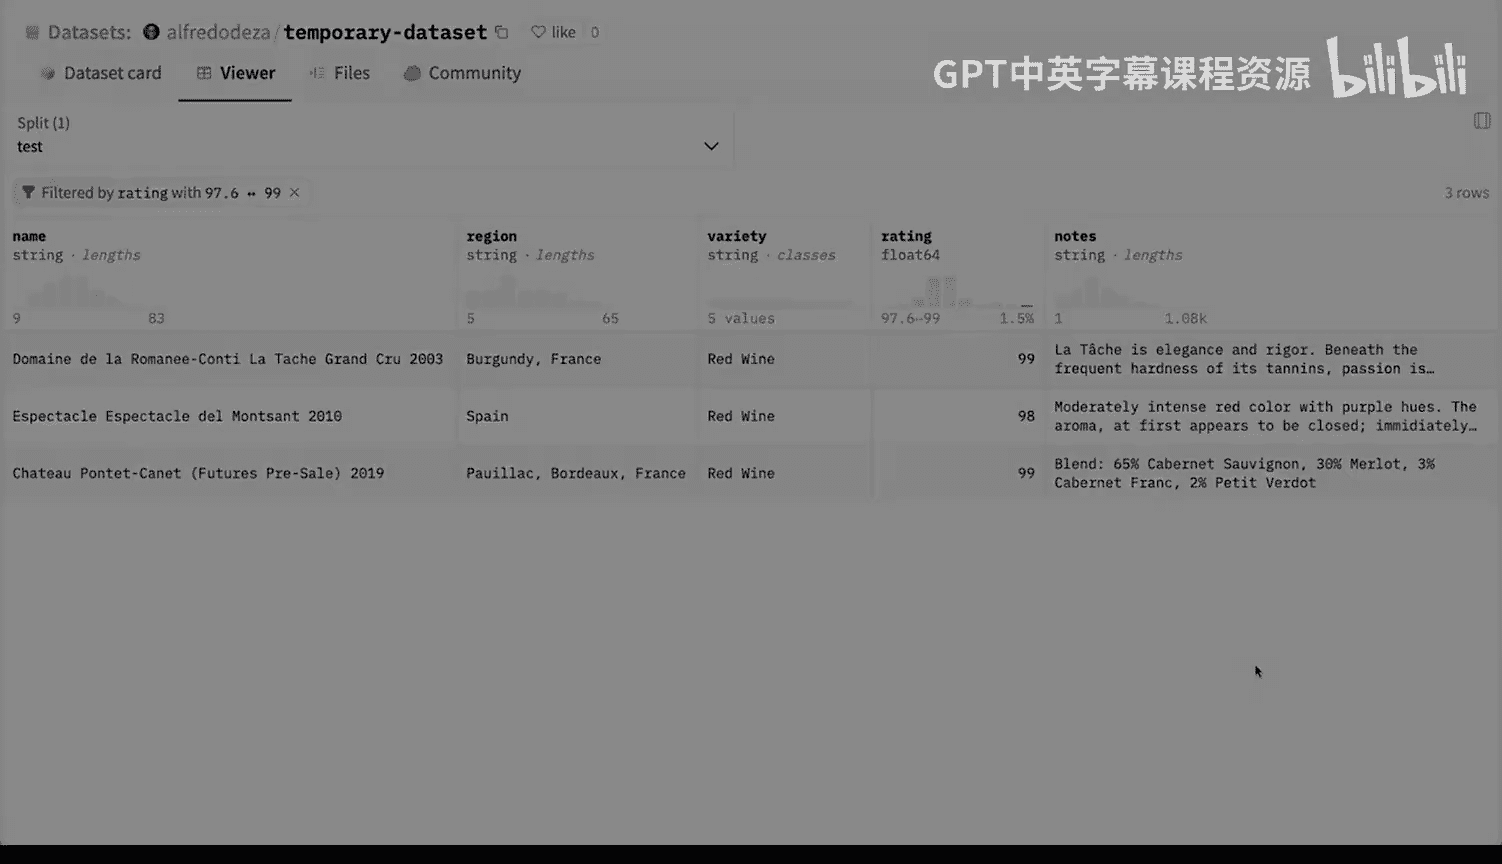 Datasets: alfredodeza/temporary-dataset like 0
GPT中英字幕课程资源 bilibili
Dataset card Viewer Files Community
Split (1)
test
Filtered by rating with 97.6 ↔ 99 ×
3 rows
name region variety rating notes
string · lengths string · lengths string · classes float64 string · lengths
9 83 5 65 5 values 97.6↔99 1.5% 1 1.08k
Domaine de la Romanee-Conti La Tache Grand Cru 2003 Burgundy, France Red Wine 99 La Tâche is elegance and rigor. Beneath the
frequent hardness of its tannins, passion is…
Espectacle Espectacle del Montsant 2010 Spain Red Wine 98 Moderately intense red color with purple hues. The
aroma, at first appears to be closed; immidiately…
Chateau Pontet-Canet (Futures Pre-Sale) 2019 Pauillac, Bordeaux, France Red Wine 99 Blend: 65% Cabernet Sauvignon, 30% Merlot, 3%
Cabernet Franc, 2% Petit Verdot